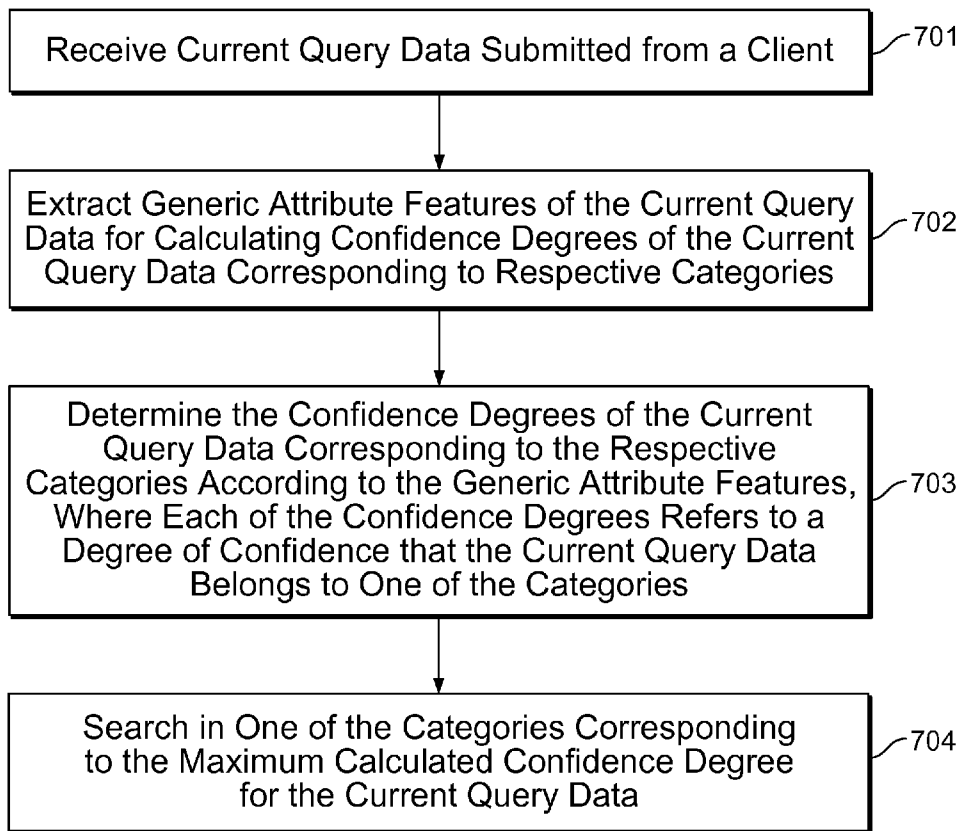 Receive Current Query Data Submitted from a Client
701
Extract Generic Attribute Features of the Current Query
Data for Calculating Confidence Degrees of the Current
Query Data Corresponding to Respective Categories
702
Determine the Confidence Degrees of the Current
Query Data Corresponding to the Respective
Categories According to the Generic Attribute Features,
Where Each of the Confidence Degrees Refers to a
Degree of Confidence that the Current Query Data
Belongs to One of the Categories
703
Search in One of the Categories Corresponding
to the Maximum Calculated Confidence Degree
for the Current Query Data
704